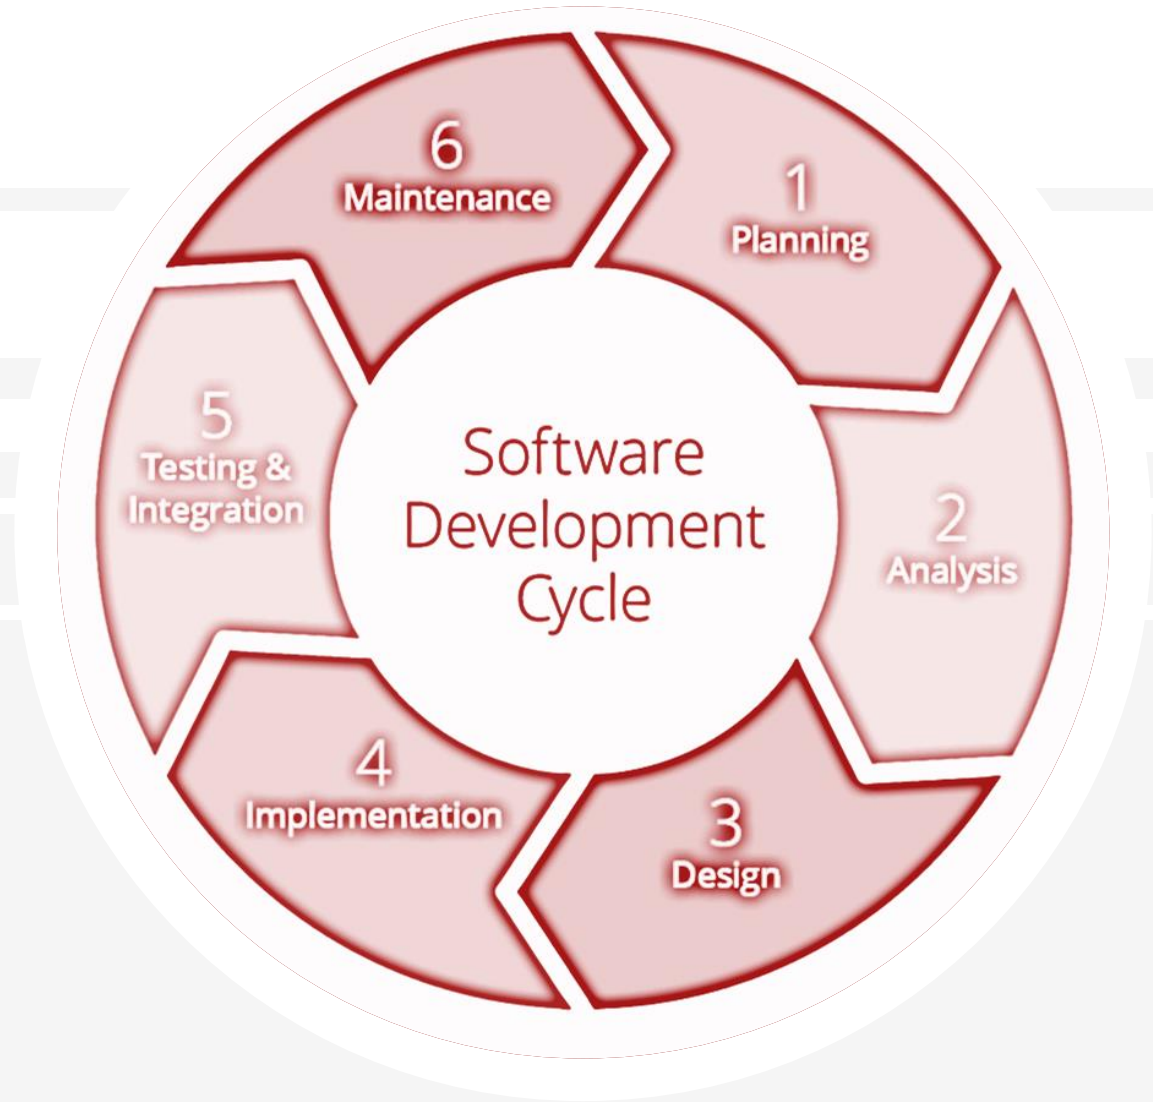 Software
Development
Cycle
1
Planning
2
Analysis
3
Design
4
Implementation
5
Testing &
Integration
6
Maintenance